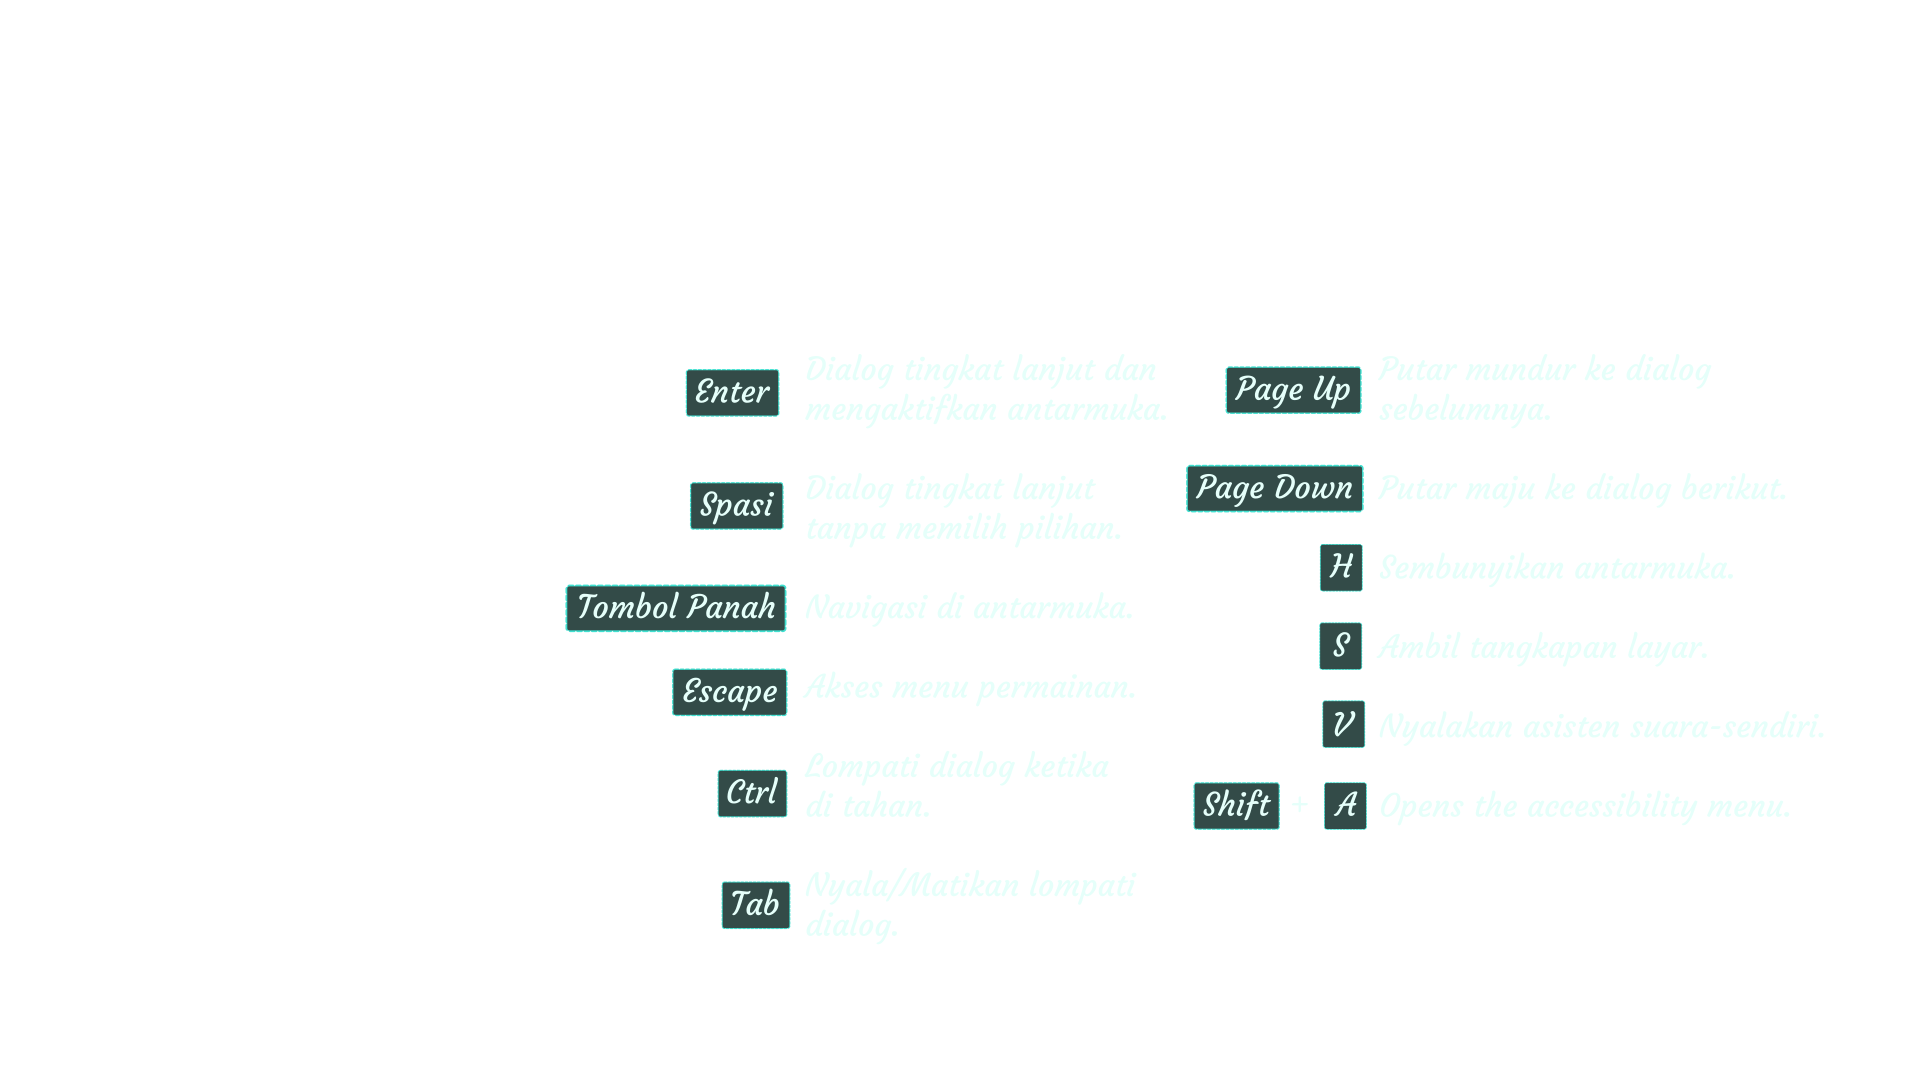 Enter
Dialog tingkat lanjut dan
mengaktifkan antarmuka.
Spasi
Dialog tingkat lanjut
tanpa memilih pilihan.
Tombol Panah
Navigasi di antarmuka.
Escape
Akses menu permainan.
Ctrl
Lompati dialog ketika
di tahan.
Tab
Nyala/Matikan lompati
dialog.
Page Up
Putar mundur ke dialog
sebelumnya.
Page Down
Putar maju ke dialog berikut.
H
Sembunyikan antarmuka.
S
Ambil tangkapan layar.
V
Nyalakan asisten suara-sendiri.
Shift + A
Opens the accessibility menu.